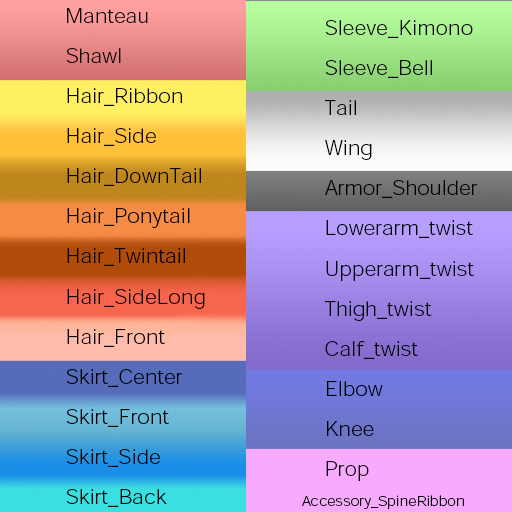 Manteau
Shawl
Hair_Ribbon
Hair_Side
Hair_DownTail
Hair_Ponytail
Hair_Twintail
Hair_SideLong
Hair_Front
Skirt_Center
Skirt_Front
Skirt_Side
Skirt_Back
Sleeve_Kimono
Sleeve_Bell
Tail
Wing
Armor_Shoulder
Lowerarm_twist
Upperarm_twist
Thigh_twist
Calf_twist
Elbow
Knee
Prop
Accessory_SpineRibbon